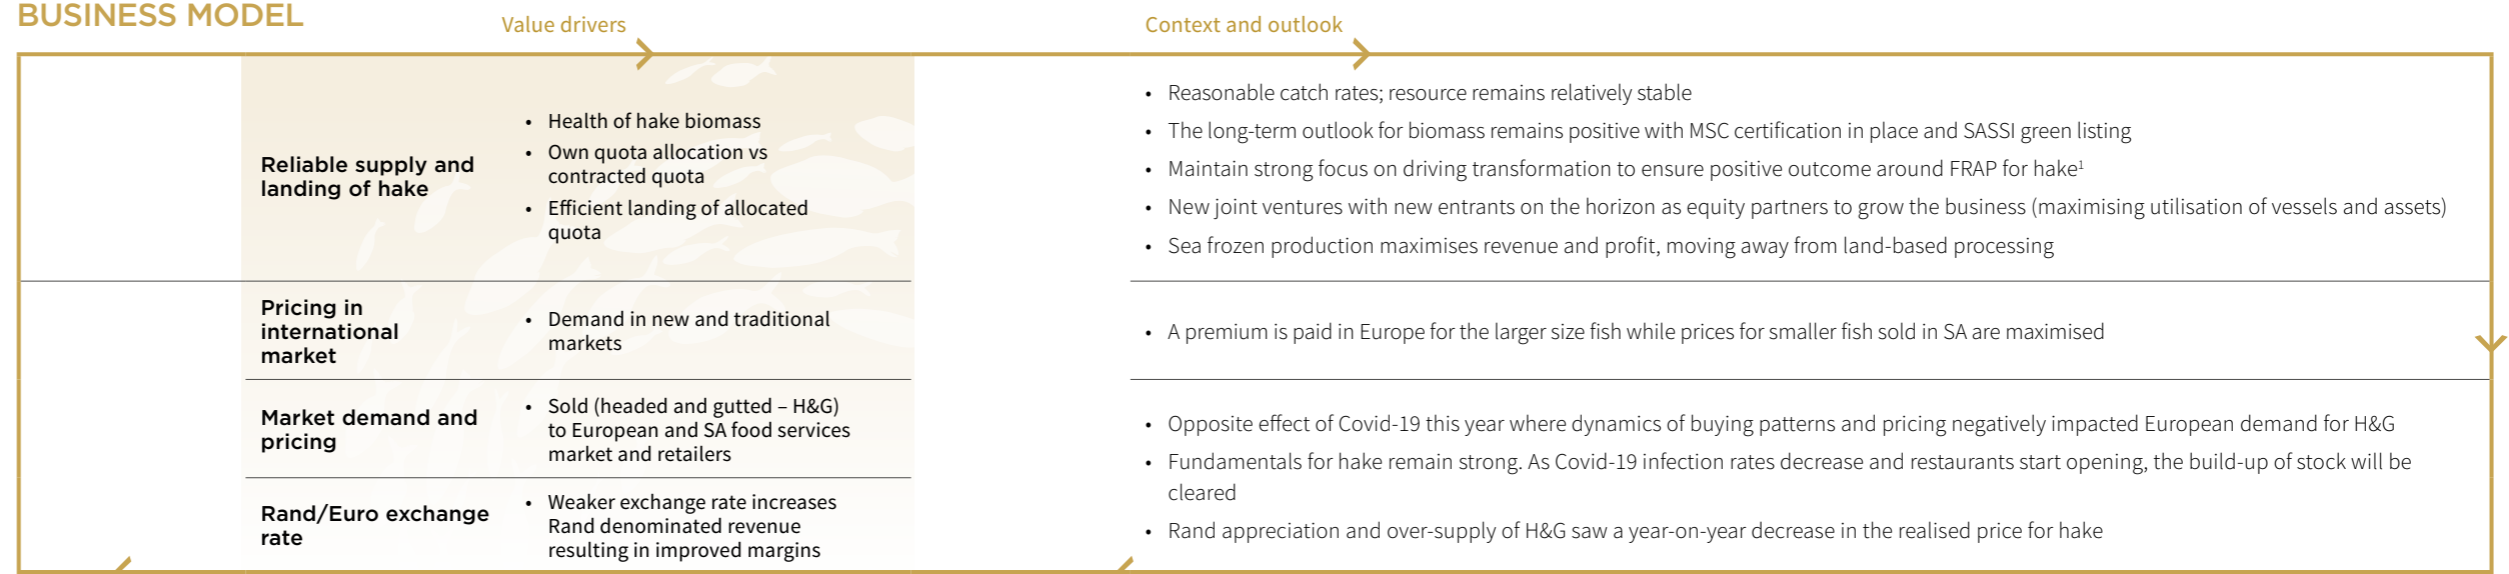 BUSINESS MODEL
Value drivers
Context and outlook
Reliable supply and
landing of hake
• Health of hake biomass
• Own quota allocation vs
contracted quota
• Efficient landing of allocated
quota
• Reasonable catch rates; resource remains relatively stable
• The long-term outlook for biomass remains positive with MSC certification in place and SASSI green listing
• Maintain strong focus on driving transformation to ensure positive outcome around FRAP for hake¹
• New joint ventures with new entrants on the horizon as equity partners to grow the business (maximising utilisation of vessels and assets)
• Sea frozen production maximises revenue and profit, moving away from land-based processing
Pricing in
international
market
• Demand in new and traditional
markets
• A premium is paid in Europe for the larger size fish while prices for smaller fish sold in SA are maximised
Market demand and
pricing
• Sold (headed and gutted – H&G)
to European and SA food services
market and retailers
Rand/Euro exchange
rate
• Weaker exchange rate increases
Rand denominated revenue
resulting in improved margins
• Opposite effect of Covid-19 this year where dynamics of buying patterns and pricing negatively impacted European demand for H&G
• Fundamentals for hake remain strong. As Covid-19 infection rates decrease and restaurants start opening, the build-up of stock will be
cleared
• Rand appreciation and over-supply of H&G saw a year-on-year decrease in the realised price for hake